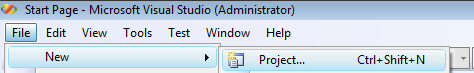 Start Page - Microsoft Visual Studio (Administrator)
File Edit View Tools Test Window Help
New Project... Ctrl+Shift+N